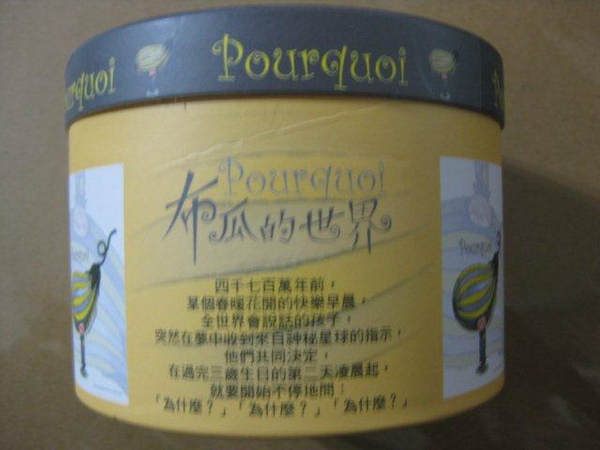 Pourquoi
Pourquoi
布瓜的世界
四千七百萬年前，
某個春暖花開的快樂早晨，
全世界會說話的孩子，
突然在夢中收到來自神秘星球的指示，
他們共同決定，
在過完三歲生日的第二天凌晨起，
就要開始不停地問：
「為什麼？」「為什麼？」「為什麼？」
Pourquoi